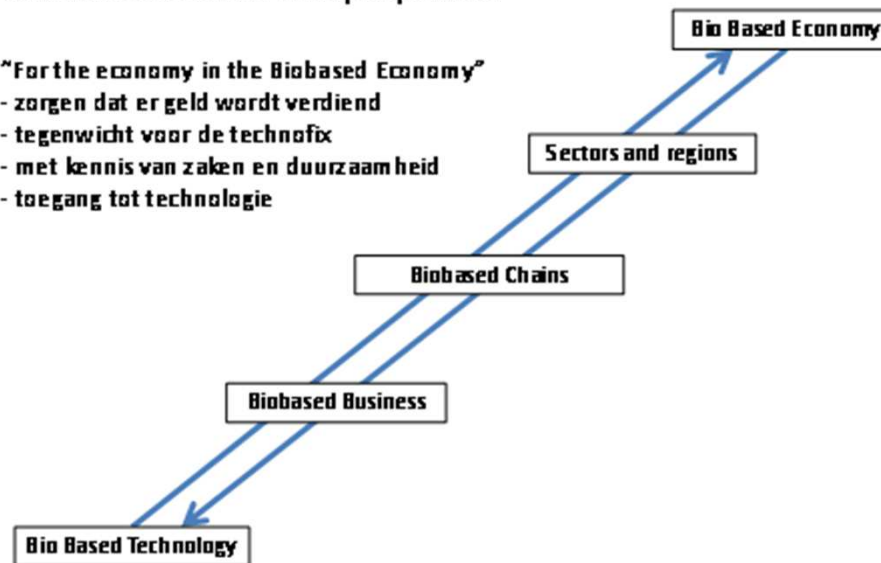 Bio Based Economy
"For the economy in the Biobased Economy"
- zorgen dat er geld wordt verdiend
- tegenwicht voor de technofix
- met kennis van zaken en duurzaamheid
- toegang tot technologie
Sectors and regions
Biobased Chains
Biobased Business
Bio Based Technology